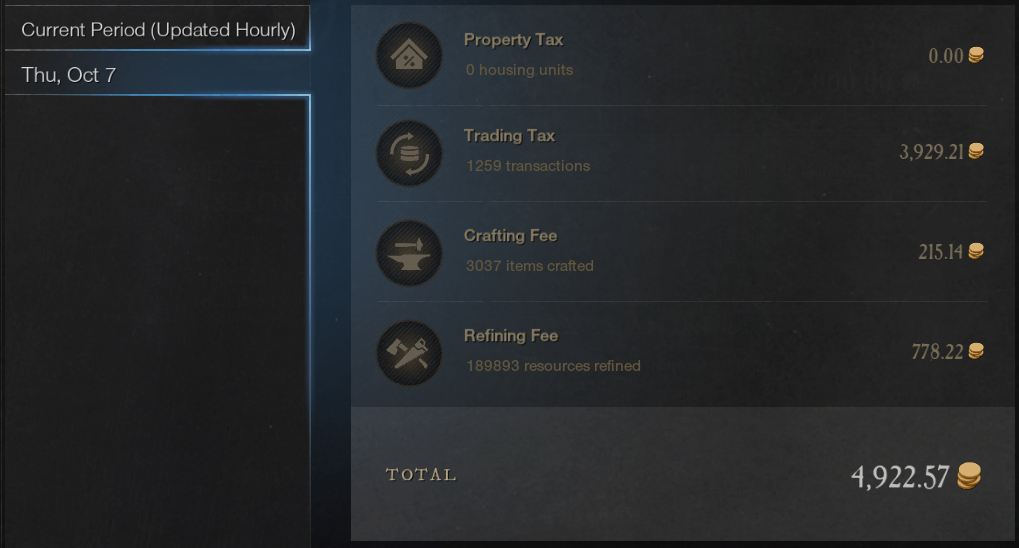 Current Period (Updated Hourly)
Thu, Oct 7
Property Tax
0 housing units
0.00
Trading Tax
1259 transactions
3,929.21
Crafting Fee
3037 items crafted
215.14
Refining Fee
189893 resources refined
778.22
TOTAL
4,922.57